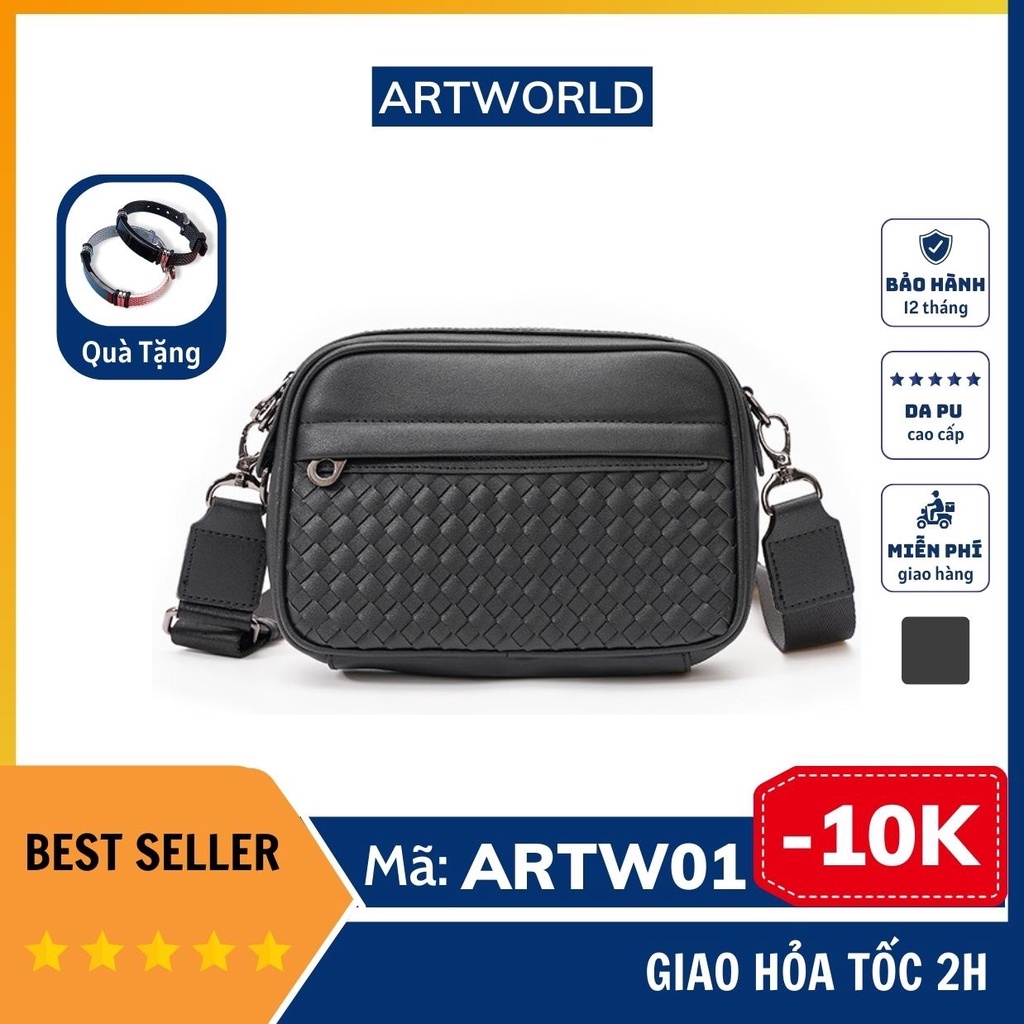 ARTWORLD
Quà Tặng
BẢO HÀNH
12 tháng
DA PU
cao cấp
MIỄN PHÍ
giao hàng
BEST SELLER
Mã: ARTW01
-10K
GIAO HỎA TỐC 2H